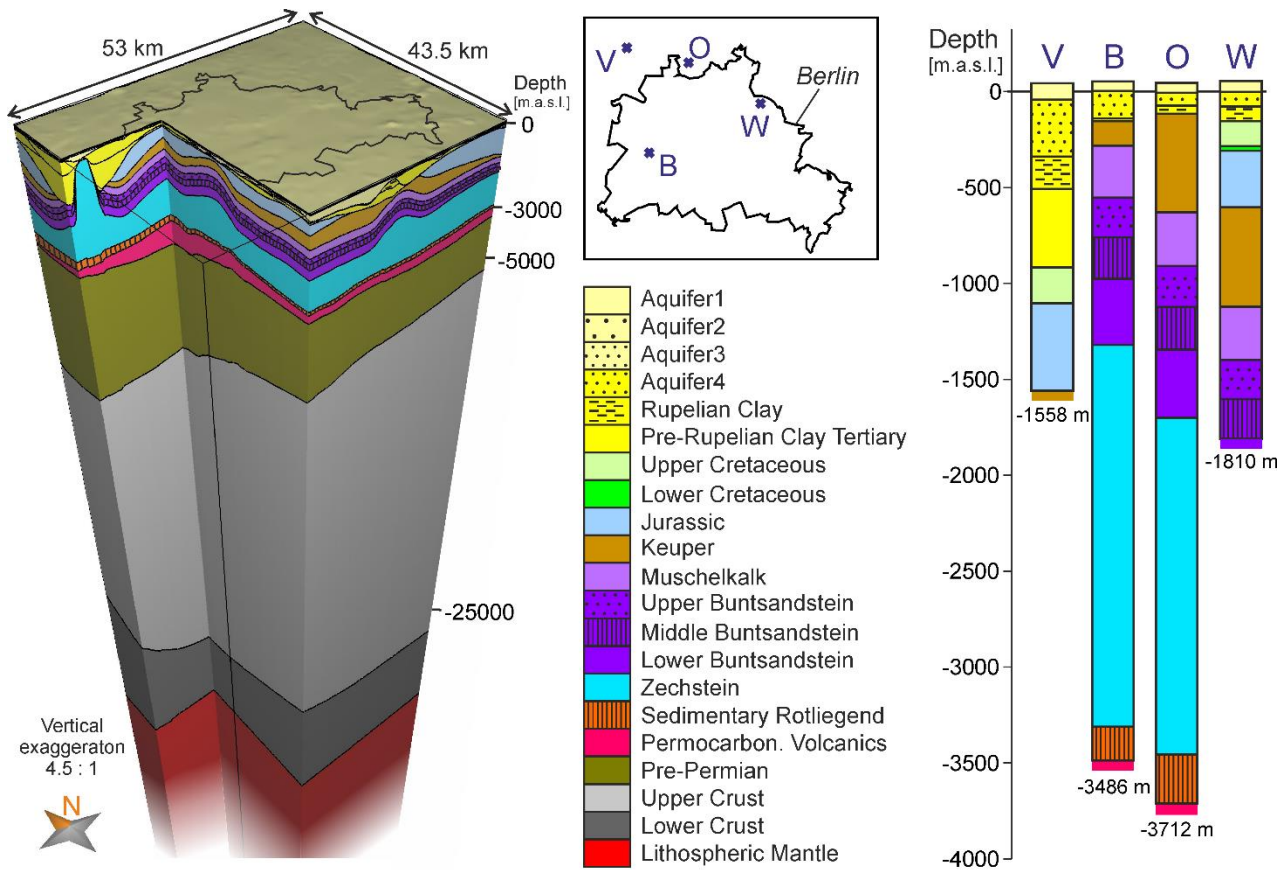 53 km
43.5 km
Depth
[m.a.s.l.]
0
-3000
-5000
-25000
Vertical
exaggeraton
4.5 : 1
N
V
O
Berlin
W
B
Aquifer1
Aquifer2
Aquifer3
Aquifer4
Rupelian Clay
Pre-Rupelian Clay Tertiary
Upper Cretaceous
Lower Cretaceous
Jurassic
Keuper
Muschelkalk
Upper Buntsandstein
Middle Buntsandstein
Lower Buntsandstein
Zechstein
Sedimentary Rotliegend
Permocarbon. Volcanics
Pre-Permian
Upper Crust
Lower Crust
Lithospheric Mantle
Depth
[m.a.s.l.]
V B O W
0
-500
-1000
-1500
-2000
-2500
-3000
-3500
-4000
-1558 m
-1810 m
-3486 m
-3712 m